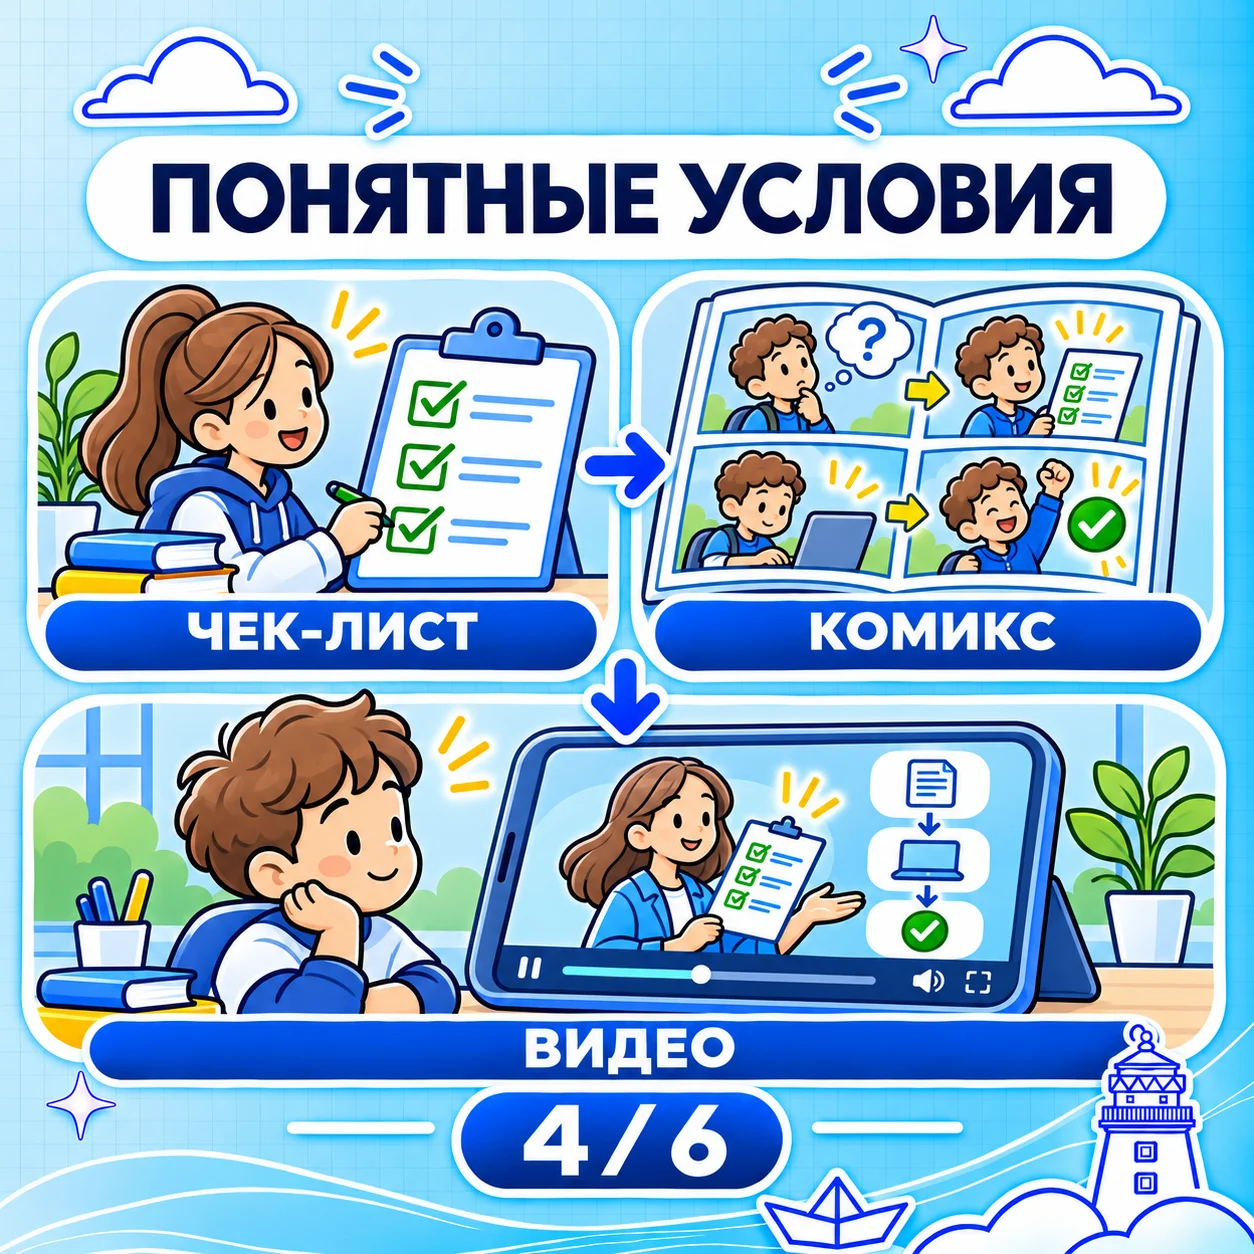 ПОНЯТНЫЕ УСЛОВИЯ
?
ЧЕК-ЛИСТ
КОМИКС
ВИДЕО
4/6